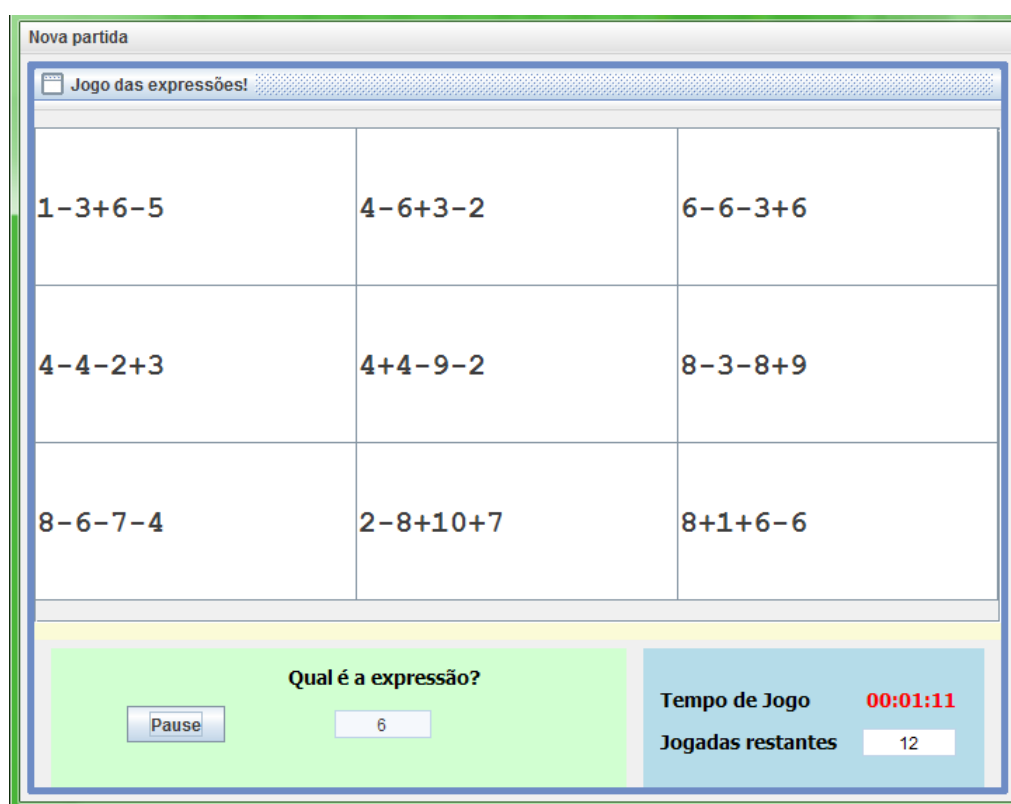 Nova partida
Jogo das expressões!
1-3+6-5 4-6+3-2 6-6-3+6
4-4-2+3 4+4-9-2 8-3-8+9
8-6-7-4 2-8+10+7 8+1+6-6
Qual é a expressão?
Pause 6
Tempo de Jogo 00:01:11
Jogadas restantes 12